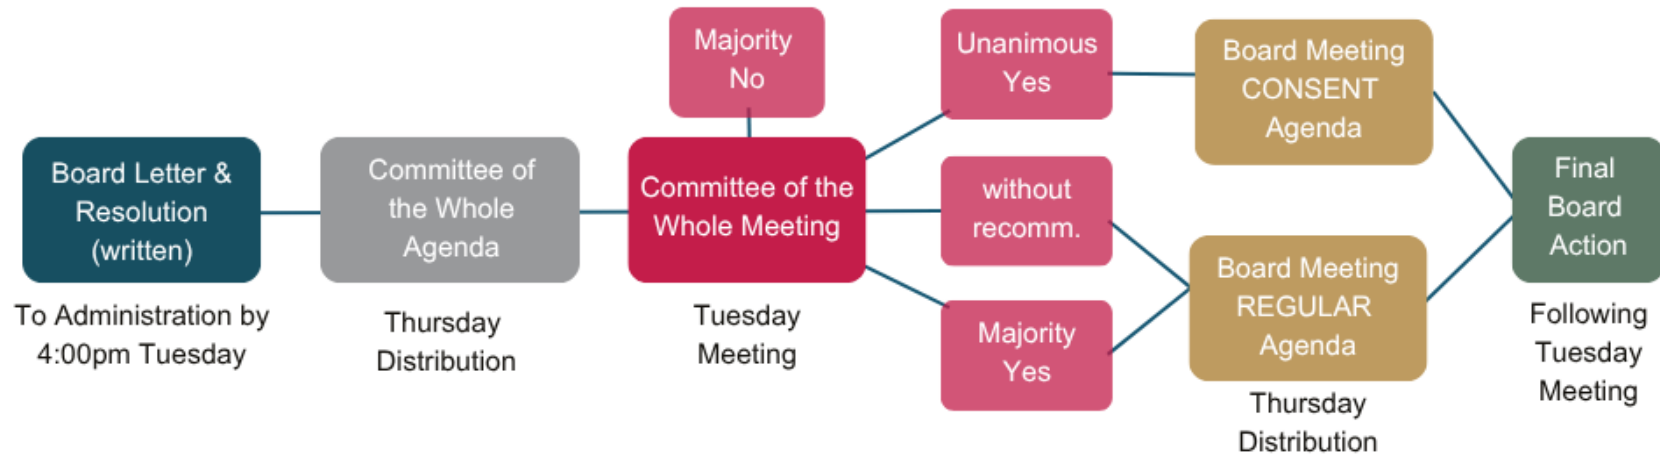 Board Letter &
Resolution
(written)
To Administration by
4:00pm Tuesday
Committee of
the Whole
Agenda
Thursday
Distribution
Majority
No
Committee of the
Whole Meeting
Tuesday
Meeting
Unanimous
Yes
without
recomm.
Majority
Yes
Board Meeting
CONSENT
Agenda
Board Meeting
REGULAR
Agenda
Thursday
Distribution
Final
Board
Action
Following
Tuesday
Meeting